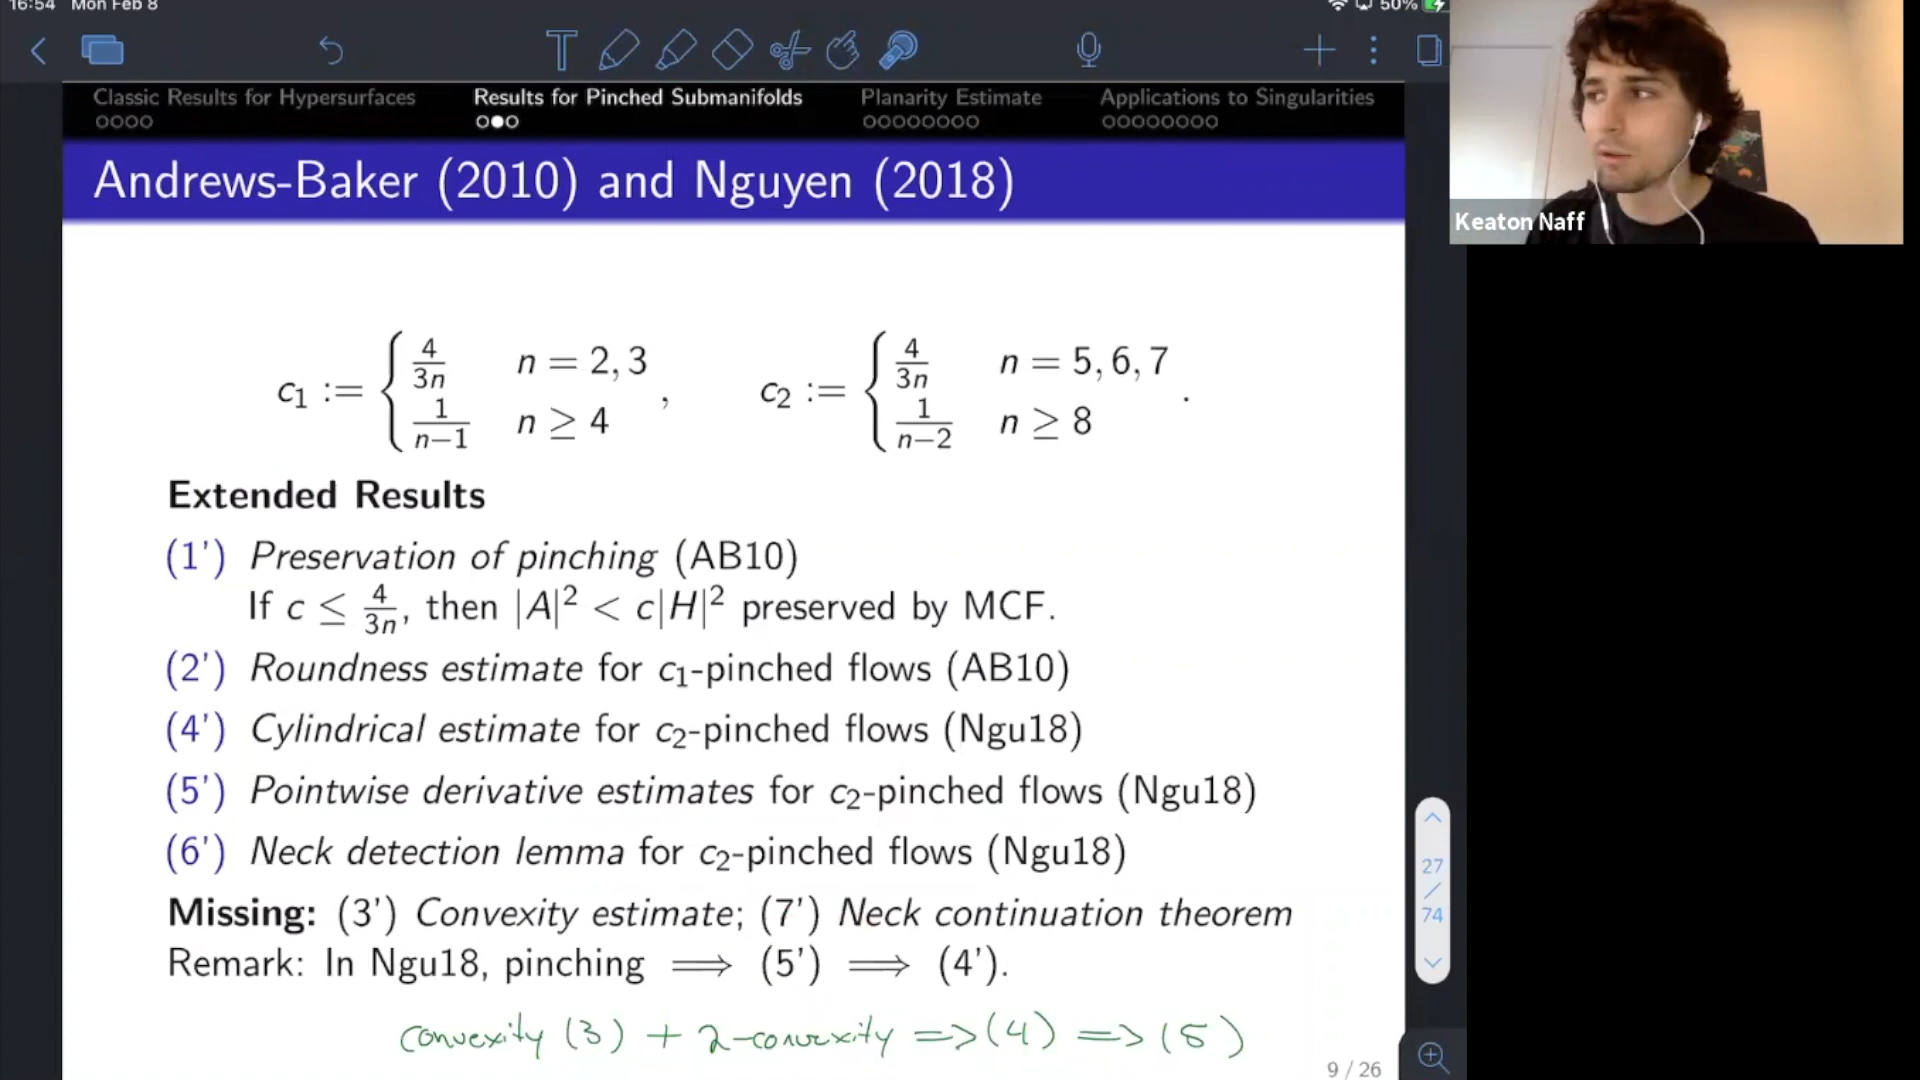 16:54 Mon Feb 8
50%
Classic Results for Hypersurfaces Results for Pinched Submanifolds Planarity Estimate Applications to Singularities
Andrews-Baker (2010) and Nguyen (2018)
c₁ := { 4/3n n = 2, 3
1/n−1 n ≥ 4 ,
c₂ := { 4/3n n = 5, 6, 7
1/n−2 n ≥ 8 .
Extended Results
(1') Preservation of pinching (AB10)
If c ≤ 4/3n, then |A|² < c|H|² preserved by MCF.
(2') Roundness estimate for c₁-pinched flows (AB10)
(4') Cylindrical estimate for c₂-pinched flows (Ngu18)
(5') Pointwise derivative estimates for c₂-pinched flows (Ngu18)
(6') Neck detection lemma for c₂-pinched flows (Ngu18)
Missing: (3') Convexity estimate; (7') Neck continuation theorem
Remark: In Ngu18, pinching ⟹ (5') ⟹ (4').
convexity (3) + 2-convexity => (4) => (5)
9 / 26
27
/
74
Keaton Naff